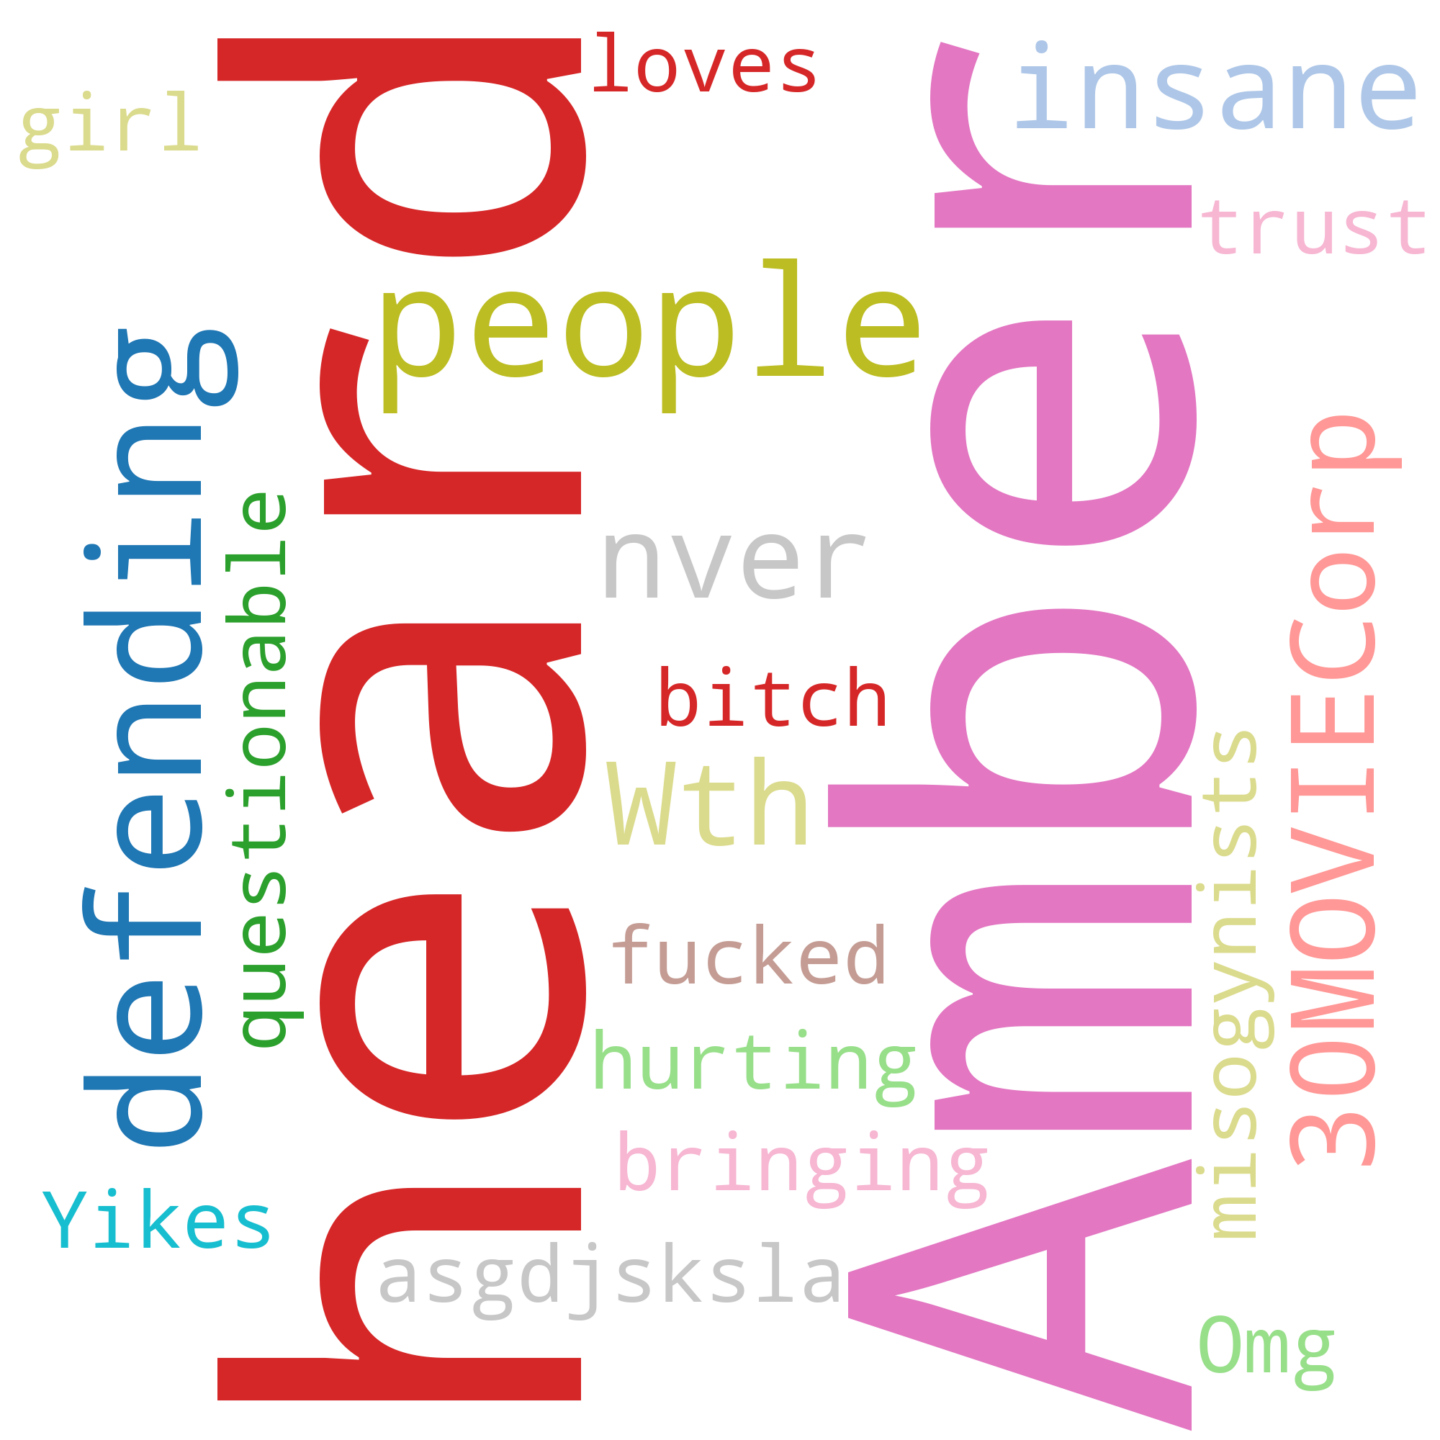 loves
insane
girl
heard
Amber
trust
people
defending
30MOVIECorp
questionable
nver
bitch
misogynists
Wth
fucked
hurting
bringing
Yikes
asgdjsksla
Omg